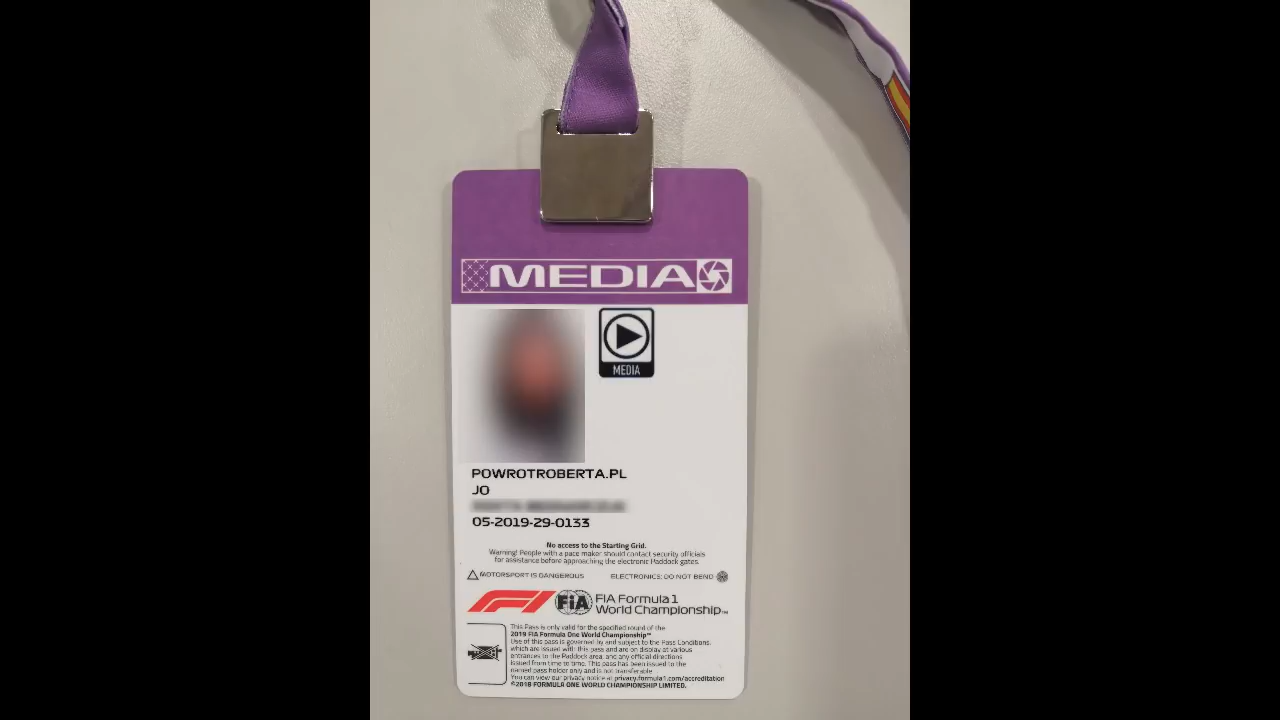 MEDIA
MEDIA
POWROTROBERTA.PL
JO
05-2019-29-0133
No access to the Starting Grid.
Warning! People with a pace maker should contact security officials
for assistance before approaching the electronic Paddock gates.
MOTORSPORT IS DANGEROUS ELECTRONICS: DO NOT BEND
F1 FIA FIA Formula 1
World Championship™
This Pass is only valid for the specified round of the
2019 FIA Formula One World Championship™
Use of this pass is governed by and subject to the Pass Conditions,
which are issued with this pass and are on display at various
entrances to the Paddock area, and any official directions
issued from time to time. This pass has been issued to the
named pass holder only and is not transferable.
You can view our privacy notice at privacy.formula1.com/accreditation
©2018 FORMULA ONE WORLD CHAMPIONSHIP LIMITED.